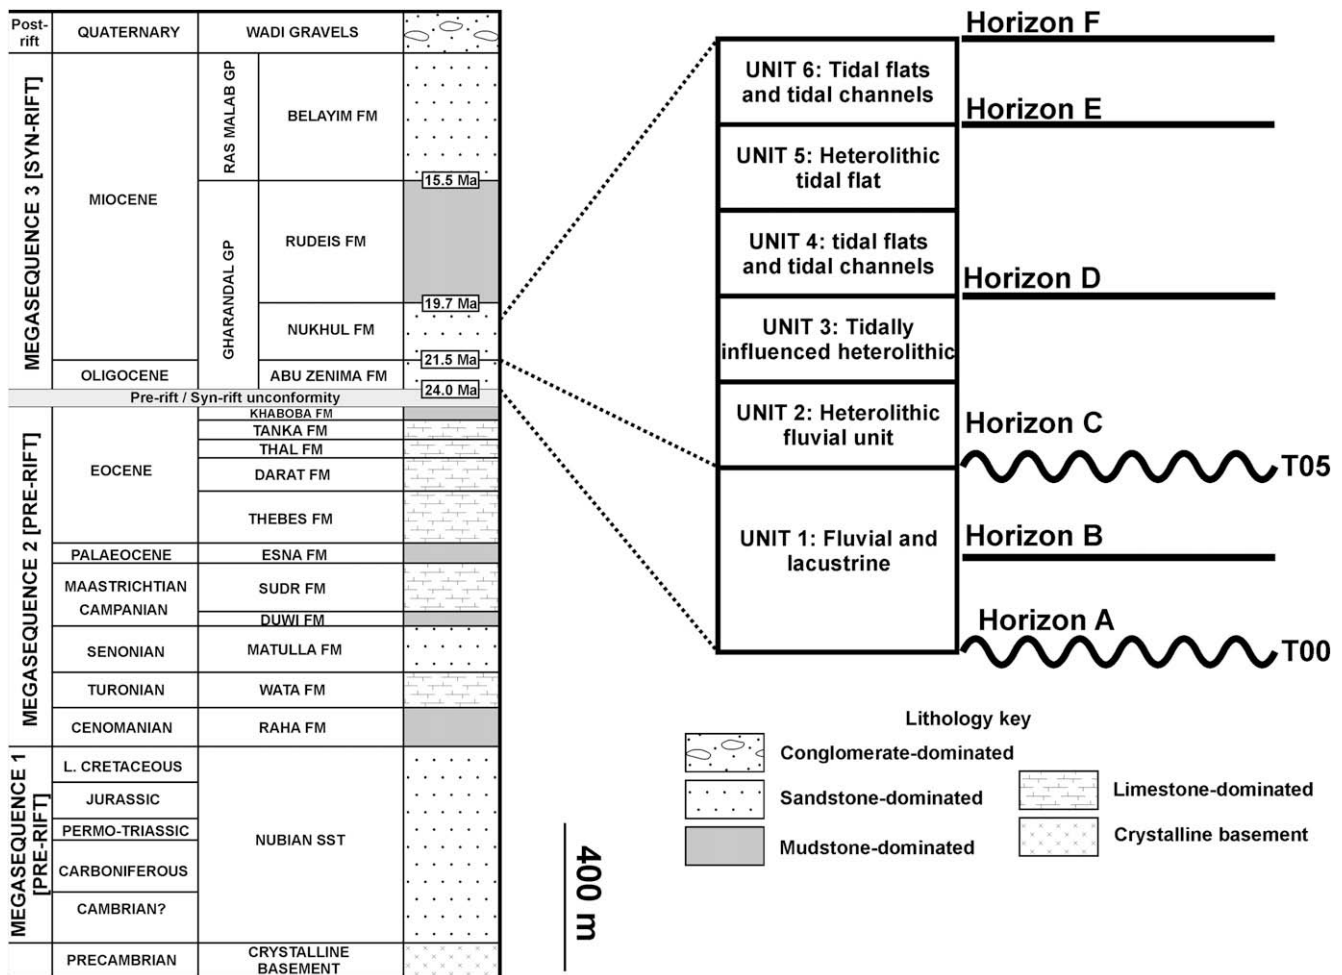 Post-
rift
QUATERNARY
WADI GRAVELS
MEGASEQUENCE 3 [SYN-RIFT]
MIOCENE
RAS MALAB GP
BELAYIM FM
15.5 Ma
GHARANDAL GP
RUDEIS FM
19.7 Ma
NUKHUL FM
21.5 Ma
OLIGOCENE
ABU ZENIMA FM
24.0 Ma
Pre-rift / Syn-rift unconformity
MEGASEQUENCE 2 [PRE-RIFT]
EOCENE
KHABOBA FM
TANKA FM
THAL FM
DARAT FM
THEBES FM
PALAEOCENE
ESNA FM
MAASTRICHTIAN
CAMPANIAN
SUDR FM
DUWI FM
SENONIAN
MATULLA FM
TURONIAN
WATA FM
CENOMANIAN
RAHA FM
MEGASEQUENCE 1
[PRE-RIFT]
L. CRETACEOUS
JURASSIC
PERMO-TRIASSIC
CARBONIFEROUS
CAMBRIAN?
NUBIAN SST
PRECAMBRIAN
CRYSTALLINE
BASEMENT
400 m
Horizon F
UNIT 6: Tidal flats
and tidal channels
Horizon E
UNIT 5: Heterolithic
tidal flat
UNIT 4: tidal flats
and tidal channels
Horizon D
UNIT 3: Tidally
influenced heterolithic
UNIT 2: Heterolithic
fluvial unit
Horizon C
T05
UNIT 1: Fluvial and
lacustrine
Horizon B
Horizon A
T00
Lithology key
Conglomerate-dominated
Sandstone-dominated
Mudstone-dominated
Limestone-dominated
Crystalline basement